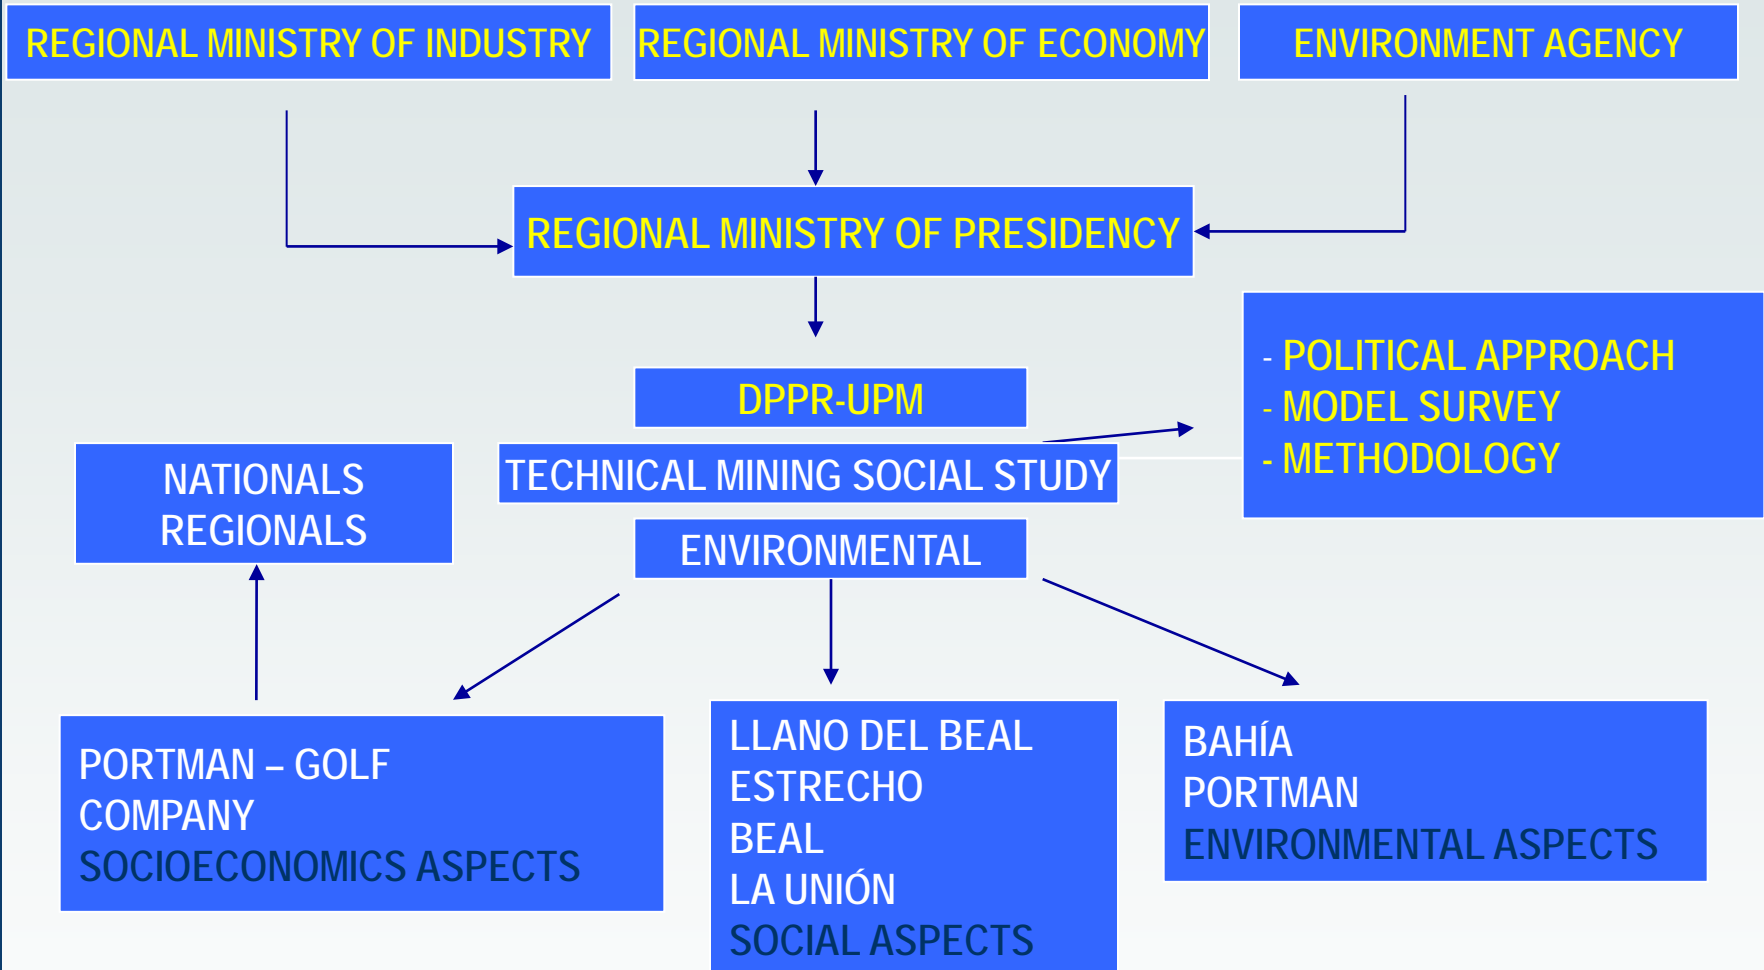 REGIONAL MINISTRY OF INDUSTRY
REGIONAL MINISTRY OF ECONOMY
ENVIRONMENT AGENCY
REGIONAL MINISTRY OF PRESIDENCY
- POLITICAL APPROACH
- MODEL SURVEY
- METHODOLOGY
DPPR-UPM
TECHNICAL MINING SOCIAL STUDY
ENVIRONMENTAL
NATIONALS
REGIONALS
PORTMAN – GOLF
COMPANY
SOCIOECONOMICS ASPECTS
LLANO DEL BEAL
ESTRECHO
BEAL
LA UNIÓN
SOCIAL ASPECTS
BAHÍA
PORTMAN
ENVIRONMENTAL ASPECTS